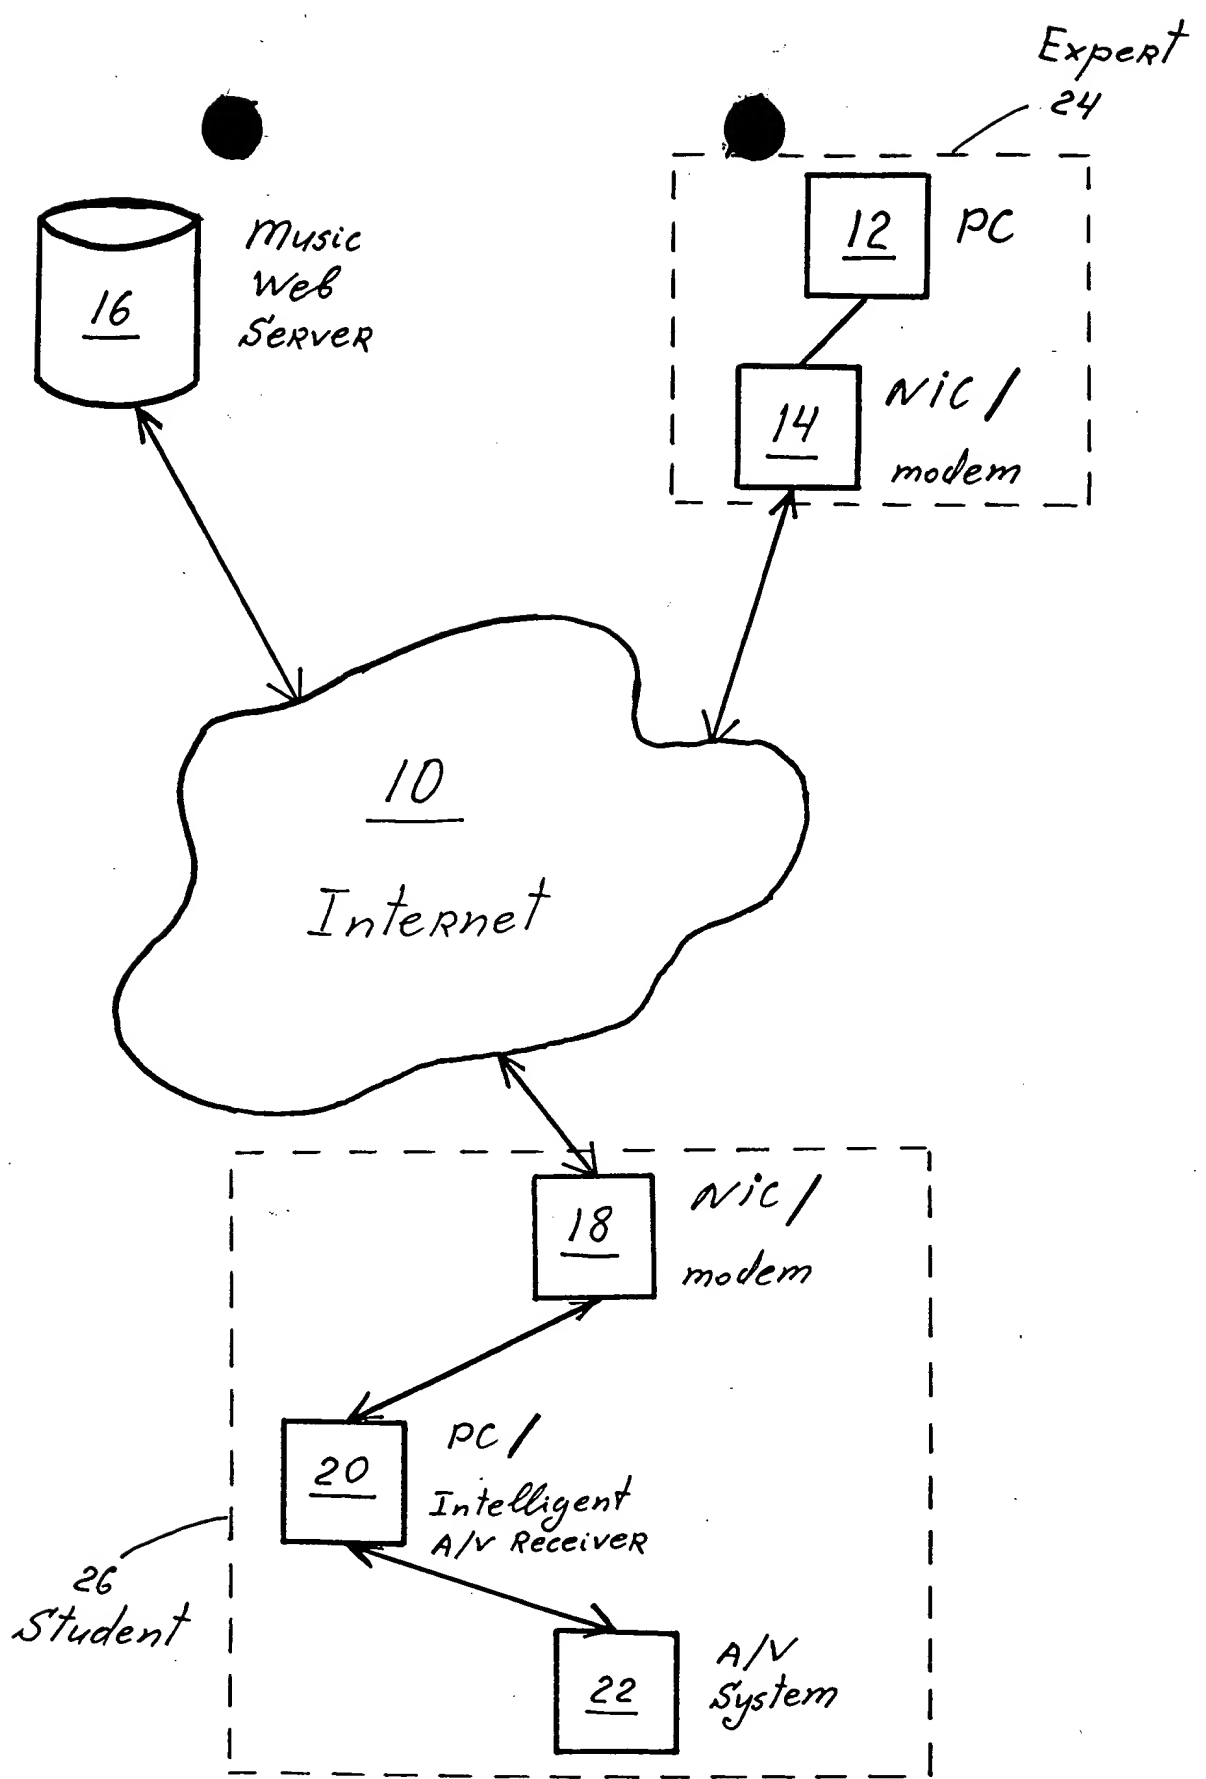 Expert
24
12 PC
Music
Web
Server
16
NiC/
14
modem
10
Internet
18
NiC/
modem
PC/
20
Intelligent
A/V Receiver
26
Student
A/V
22
System